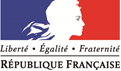 Liberté • Égalité • Fraternité
RÉPUBLIQUE FRANÇAISE